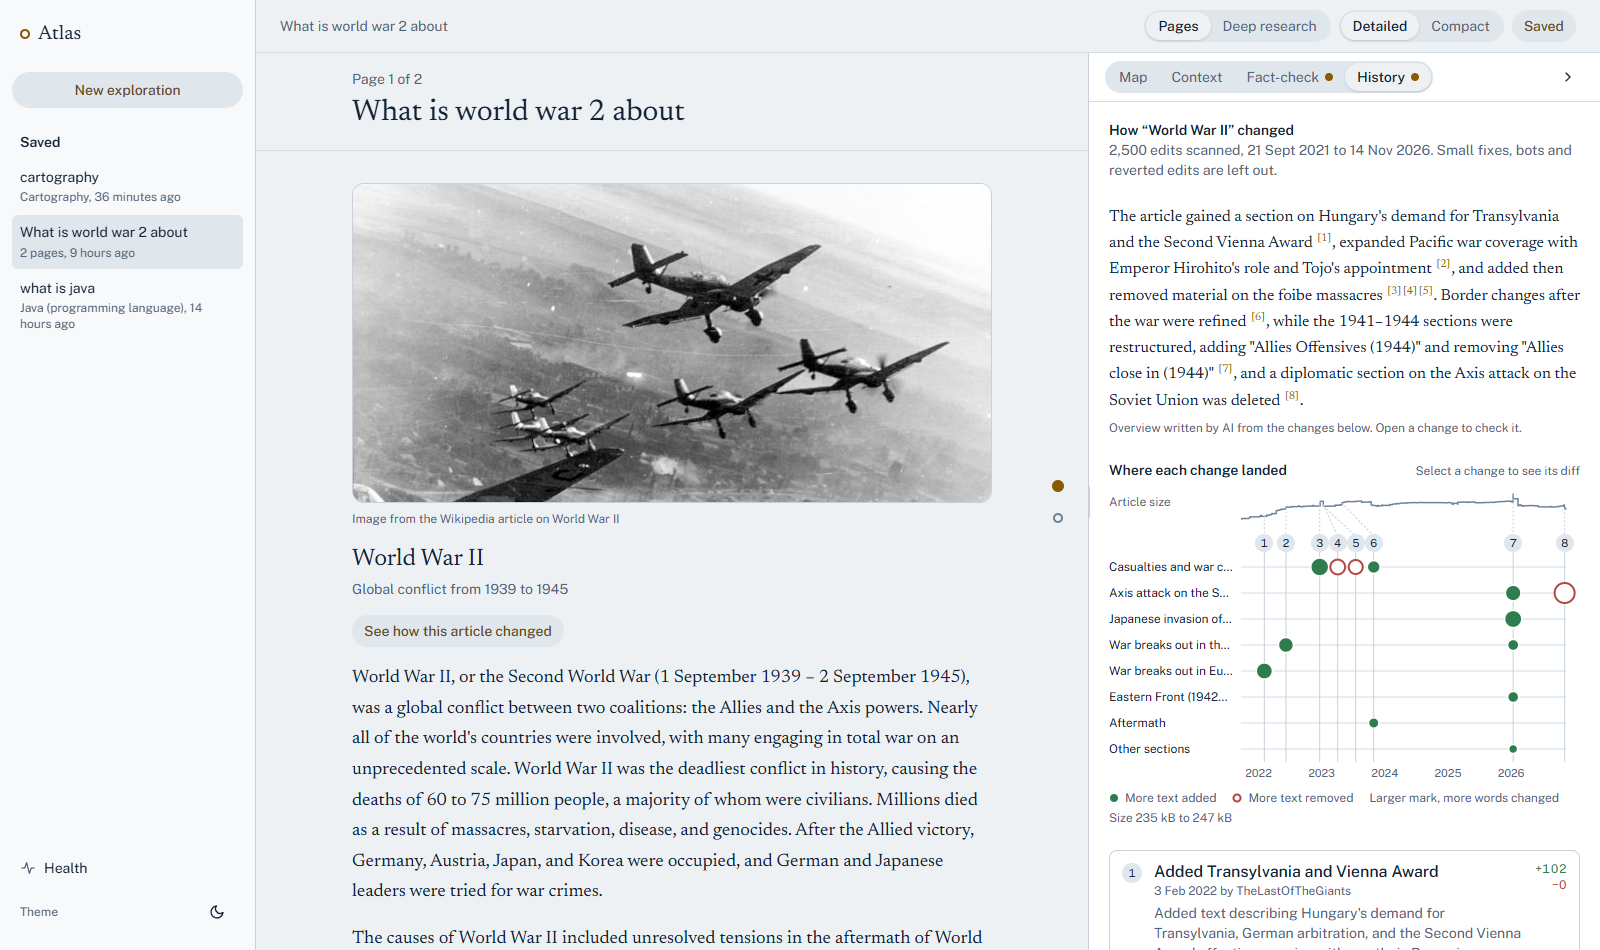 Atlas
New exploration
Saved
cartography
Cartography, 36 minutes ago
What is world war 2 about
2 pages, 9 hours ago
what is java
Java (programming language), 14
hours ago
Health
Theme
What is world war 2 about
Pages
Deep research
Detailed
Compact
Saved
Page 1 of 2
What is world war 2 about
Image from the Wikipedia article on World War II
World War II
Global conflict from 1939 to 1945
See how this article changed
World War II, or the Second World War (1 September 1939 – 2 September 1945),
was a global conflict between two coalitions: the Allies and the Axis powers. Nearly
all of the world's countries were involved, with many engaging in total war on an
unprecedented scale. World War II was the deadliest conflict in history, causing the
deaths of 60 to 75 million people, a majority of whom were civilians. Millions died
as a result of massacres, starvation, disease, and genocides. After the Allied victory,
Germany, Austria, Japan, and Korea were occupied, and German and Japanese
leaders were tried for war crimes.
The causes of World War II included unresolved tensions in the aftermath of World
Map
Context
Fact-check
History
How “World War II” changed
2,500 edits scanned, 21 Sept 2021 to 14 Nov 2026. Small fixes, bots and
reverted edits are left out.
The article gained a section on Hungary's demand for Transylvania
and the Second Vienna Award [1], expanded Pacific war coverage with
Emperor Hirohito's role and Tojo's appointment [2], and added then
removed material on the foibe massacres [3][4][5]. Border changes after
the war were refined [6], while the 1941–1944 sections were
restructured, adding "Allies Offensives (1944)" and removing "Allies
close in (1944)" [7], and a diplomatic section on the Axis attack on the
Soviet Union was deleted [8].
Overview written by AI from the changes below. Open a change to check it.
Where each change landed
Select a change to see its diff
Article size
1 2 3 4 5 6 7 8
Casualties and war c...
Axis attack on the S...
Japanese invasion of...
War breaks out in th...
War breaks out in Eu...
Eastern Front (1942...
Aftermath
Other sections
2022 2023 2024 2025 2026
More text added
More text removed
Larger mark, more words changed
Size 235 kB to 247 kB
1
Added Transylvania and Vienna Award
+102
−0
3 Feb 2022 by TheLastOfTheGiants
Added text describing Hungary's demand for
Transylvania, German arbitration, and the Second Vienna